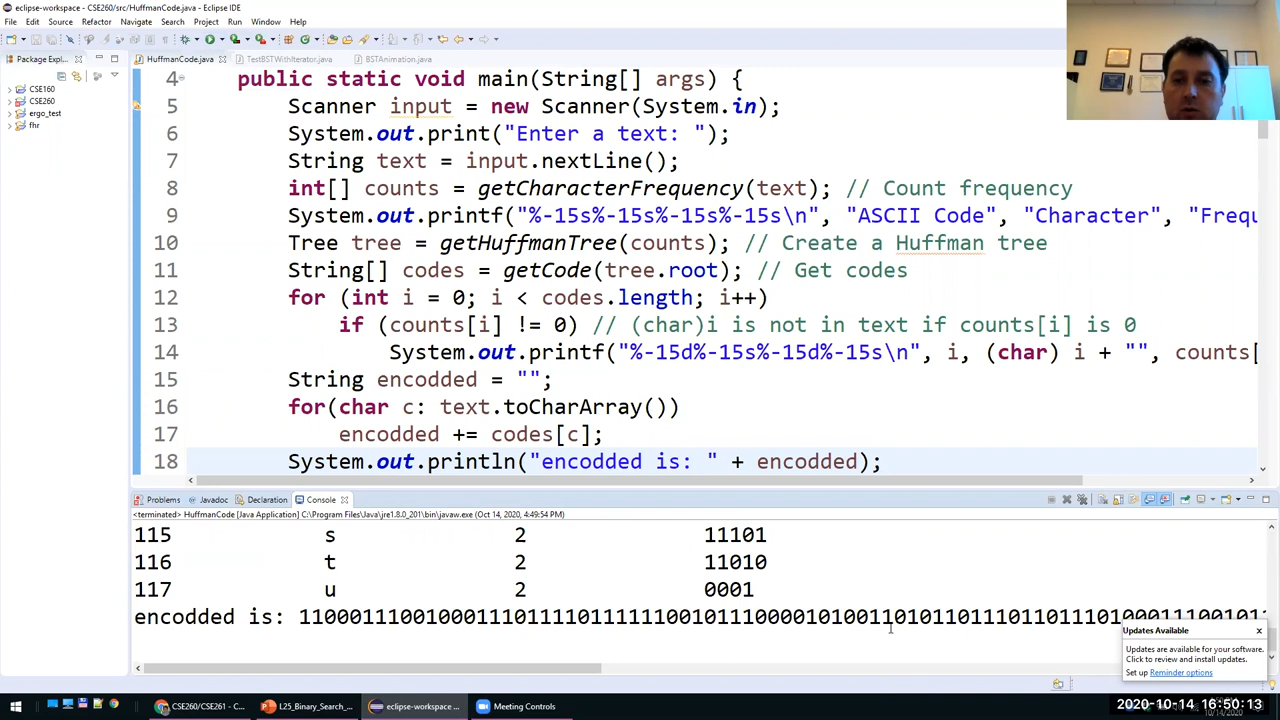 eclipse-workspace - CSE260/src/HuffmanCode.java - Eclipse IDE
File Edit Source Refactor Navigate Search Project Run Window Help
Package Expl...
HuffmanCode.java TestBSTWithIterator.java BSTAnimation.java
CSE160
CSE260
ergo_test
fhr
4 public static void main(String[] args) {
5 Scanner input = new Scanner(System.in);
6 System.out.print("Enter a text: ");
7 String text = input.nextLine();
8 int[] counts = getCharacterFrequency(text); // Count frequency
9 System.out.printf("%-15s%-15s%-15s%-15s\n", "ASCII Code", "Character", "Frequ
10 Tree tree = getHuffmanTree(counts); // Create a Huffman tree
11 String[] codes = getCode(tree.root); // Get codes
12 for (int i = 0; i < codes.length; i++)
13 if (counts[i] != 0) // (char)i is not in text if counts[i] is 0
14 System.out.printf("%-15d%-15s%-15d%-15s\n", i, (char) i + "", counts[
15 String encodded = "";
16 for(char c: text.toCharArray())
17 encodded += codes[c];
18 System.out.println("encodded is: " + encodded);
Problems Javadoc Declaration Console
<terminated> HuffmanCode [Java Application] C:\Program Files\Java\jre1.8.0_201\bin\javaw.exe (Oct 14, 2020, 4:49:54 PM)
115 s 2 11101
116 t 2 11010
117 u 2 0001
encodded is:
Updates Available
Updates are available for your software.
Click to review and install updates.
Set up Reminder options
CSE260/CSE261 - C... L25_Binary_Search_... eclipse-workspace - ... Meeting Controls
2020-10-14 16:50:13